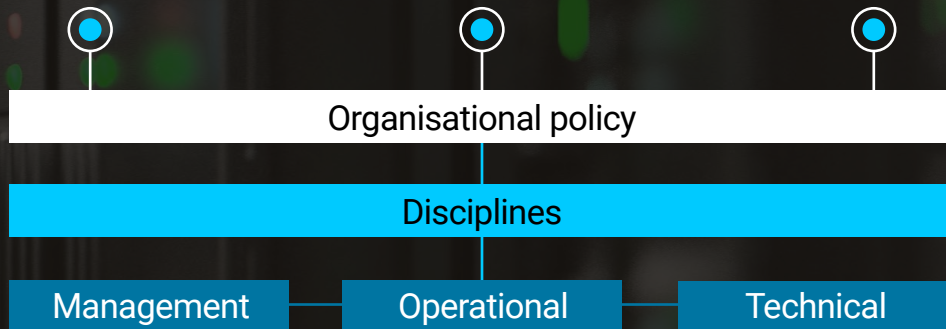 Organisational policy
Disciplines
Management Operational Technical